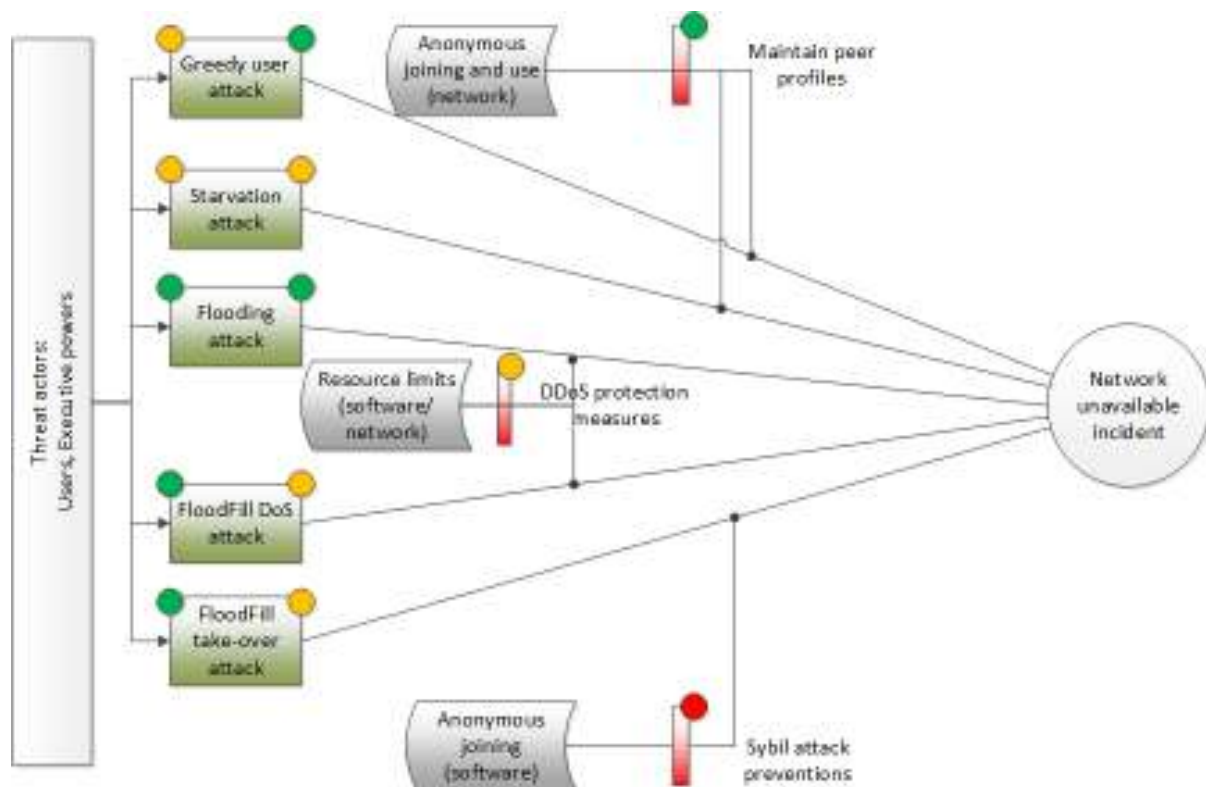 Threat actors:
Users, Executive powers
Greedy user
attack
Starvation
attack
Flooding
attack
FloodFill DoS
attack
FloodFill
take-over
attack
Anonymous
joining and use
(network)
Maintain peer
profiles
Resource limits
(software/
network)
DDoS protection
measures
Anonymous
joining
(software)
Sybil attack
preventions
Network
unavailable
incident